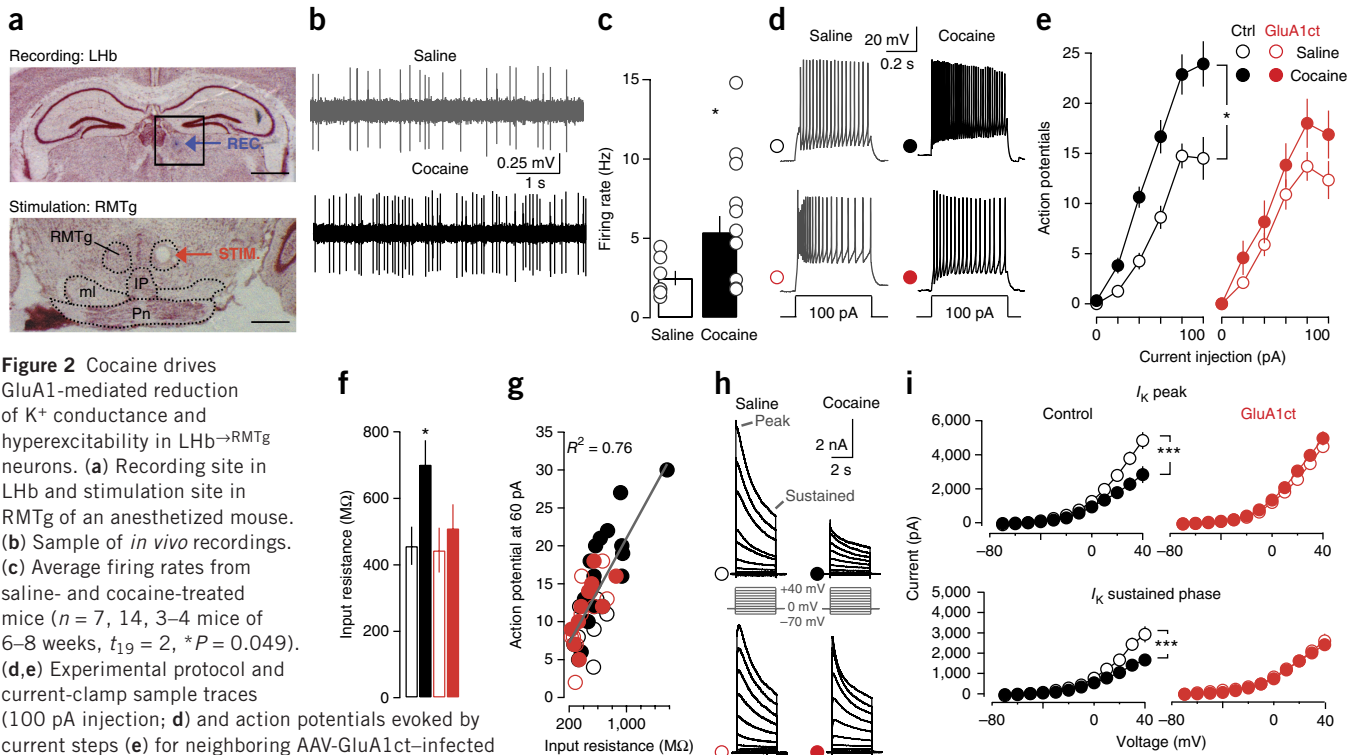 a
Recording: LHb
REC.
Stimulation: RMTg
RMTg
STIM.
ml
IP
Pn
b
Saline
Cocaine
0.25 mV
1 s
c
Firing rate (Hz)
15
10
5
0
*
Saline
Cocaine
d
20 mV
0.2 s
Saline
Cocaine
100 pA
100 pA
e
Ctrl GluA1ct
Saline
Cocaine
Action potentials
25
20
15
10
5
0
*
0 100 0 100
Current injection (pA)
Figure 2 Cocaine drives
GluA1-mediated reduction
of K+ conductance and
hyperexcitability in LHb→RMTg
neurons. (a) Recording site in
LHb and stimulation site in
RMTg of an anesthetized mouse.
(b) Sample of in vivo recordings.
(c) Average firing rates from
saline- and cocaine-treated
mice (n = 7, 14, 3–4 mice of
6–8 weeks, t19 = 2, *P = 0.049).
(d,e) Experimental protocol and
current-clamp sample traces
(100 pA injection; d) and action potentials evoked by
current steps (e) for neighboring AAV-GluA1ct–infected
f
Input resistance (MΩ)
800
600
400
200
0
*
g
R2 = 0.76
Action potential at 60 pA
35
30
25
20
15
10
5
0
200 1,000
Input resistance (MΩ)
h
Saline
Cocaine
Peak
2 nA
2 s
Sustained
+40 mV
0 mV
−70 mV
i
IK peak
Control
GluA1ct
6,000
4,000
2,000
0
***
−80 0 40
−80 0 40
Current (pA)
IK sustained phase
5,000
4,000
3,000
2,000
1,000
0
***
−80 −40 0 40
−80 −40 0 40
Voltage (mV)